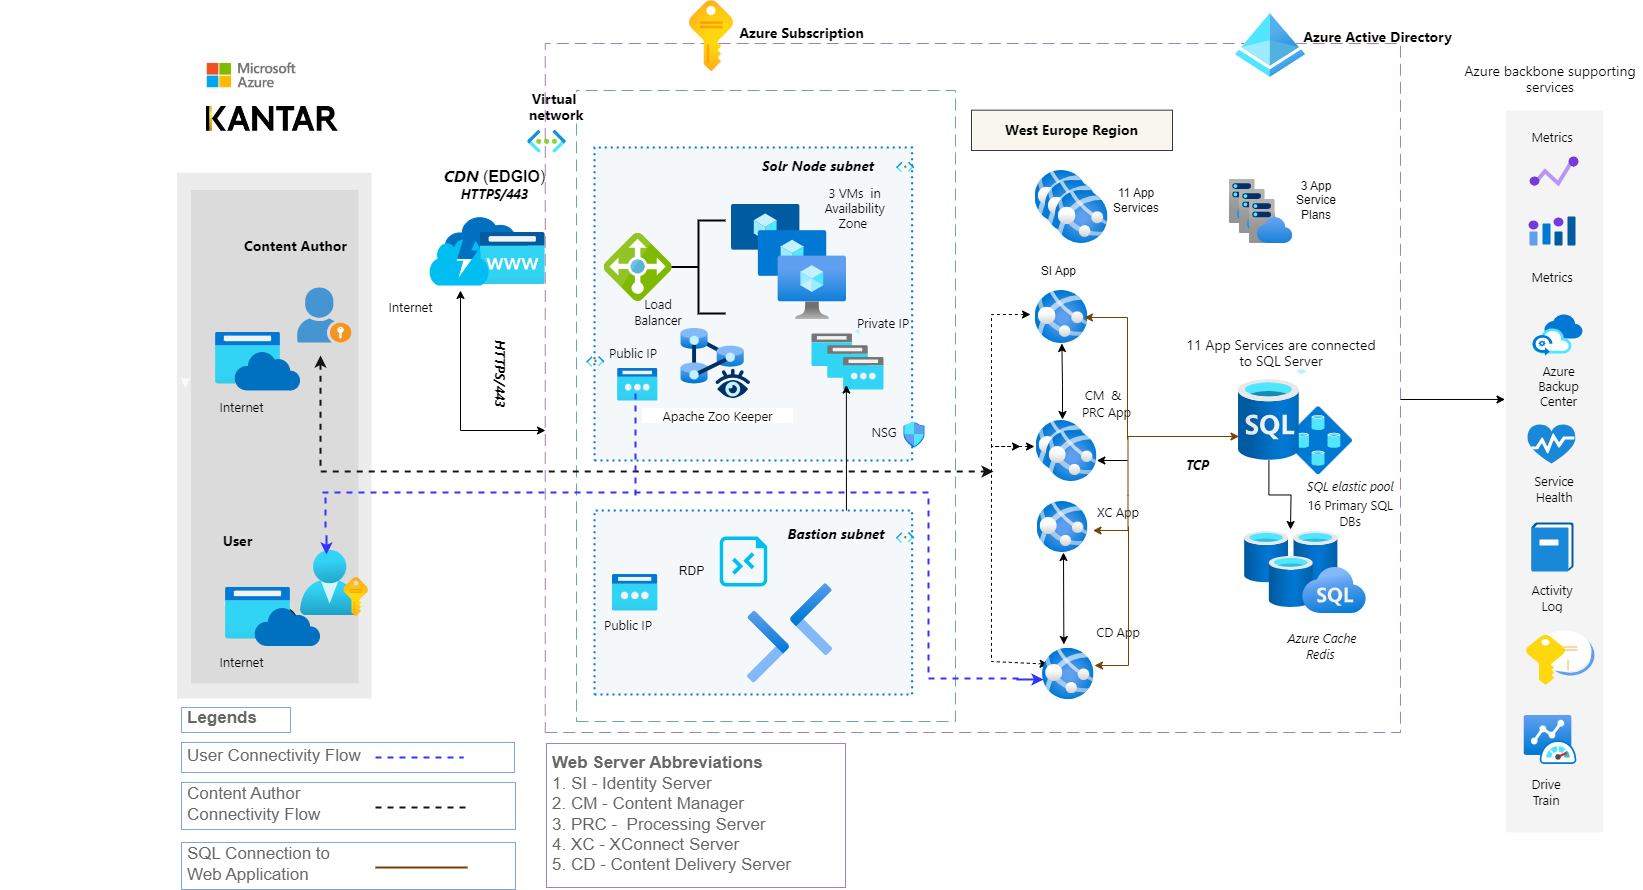 Azure Subscription
Azure Active Directory
Azure backbone supporting
services
Microsoft
Azure
KANTAR
Virtual
network
West Europe Region
Metrics
CDN (EDGIO)
HTTPS/443
Solr Node subnet
3 VMs in
Availability
Zone
11 App
Services
3 App
Service
Plans
Content Author
WWW
Internet
Load
Balancer
SI App
Metrics
Private IP
Public IP
HTTPS/443
11 App Services are connected
to SQL Server
Azure
Backup
Center
Internet
Apache Zoo Keeper
NSG
CM &
PRC App
SQL
TCP
SQL elastic pool
16 Primary SQL
DBs
Service
Health
User
Bastion subnet
XC App
RDP
Public IP
SQL
Activity
Log
CD App
Azure Cache
Redis
Internet
Drive
Train
Legends
User Connectivity Flow
Content Author
Connectivity Flow
SQL Connection to
Web Application
Web Server Abbreviations
1. SI - Identity Server
2. CM - Content Manager
3. PRC - Processing Server
4. XC - XConnect Server
5. CD - Content Delivery Server